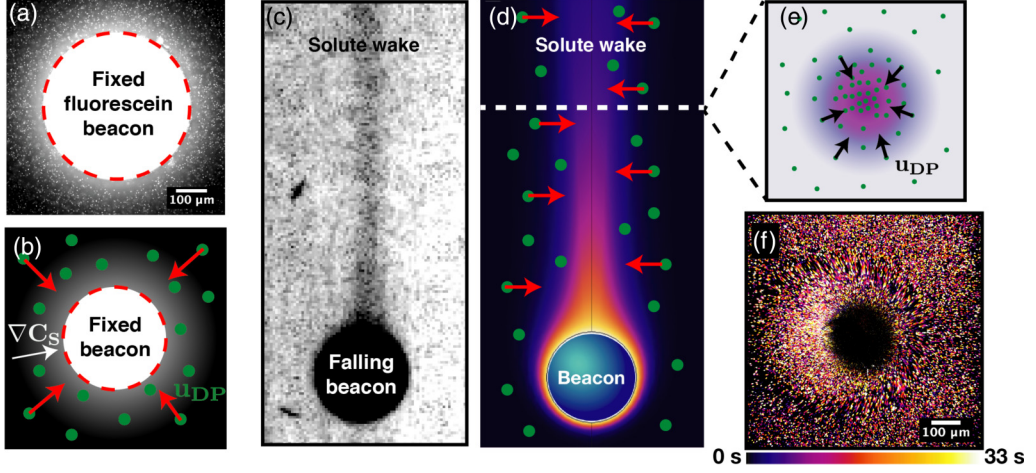 (a)
Fixed
fluorescein
beacon
100 µm
(b)
∇C_S
Fixed
beacon
u_DP
(c)
Solute wake
Falling
beacon
(d)
Solute wake
Beacon
(e)
u_DP
(f)
100 µm
0 s
33 s